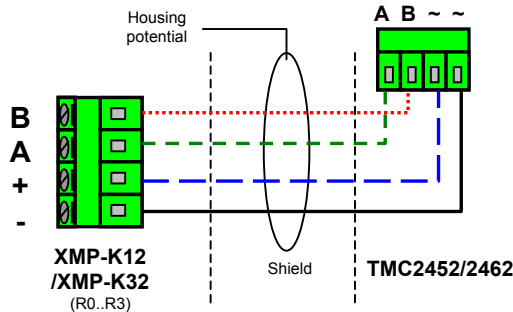 Housing
potential
A B ~ ~
B
A
+
-
XMP-K12
/XMP-K32
(R0..R3)
Shield
TMC2452/2462